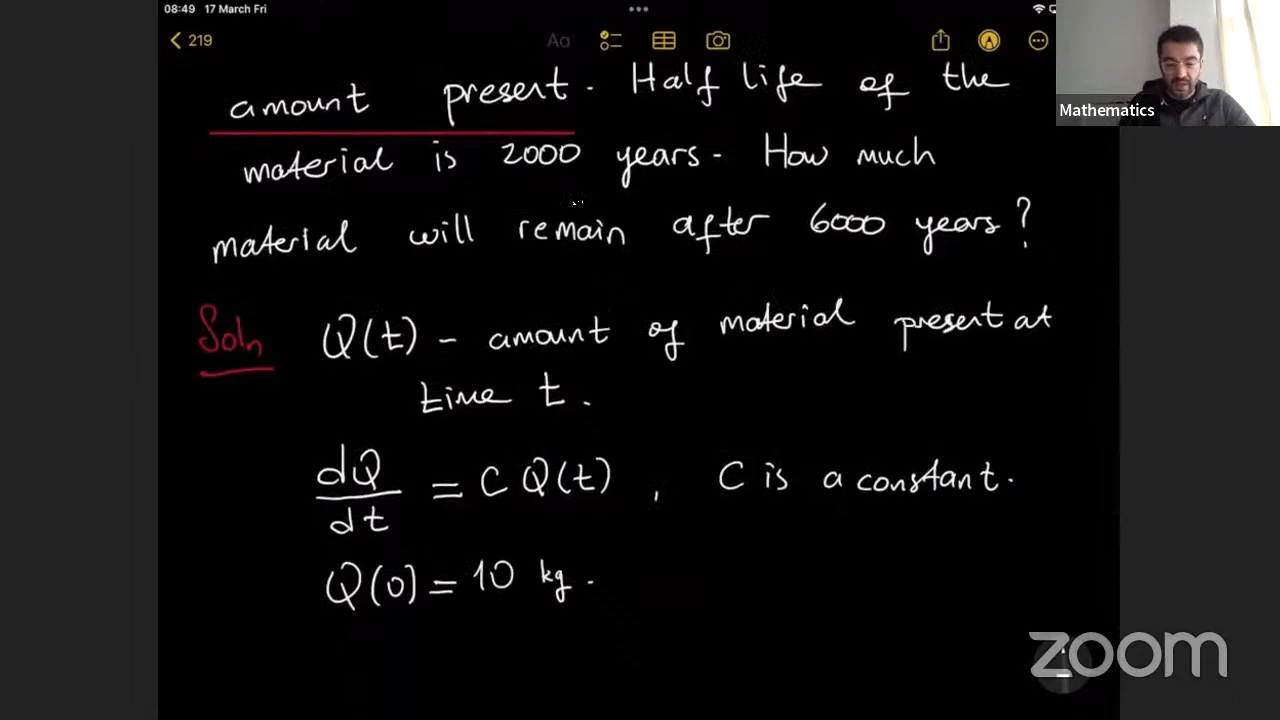 08:49 17 March Fri
219
Aa
Mathematics
amount present. Half life of the
material is 2000 years. How much
material will remain after 6000 years?
Soln Q(t) - amount of material present at
time t.
dQ/dt = C Q(t), C is a constant.
Q(0) = 10 kg.
zoom